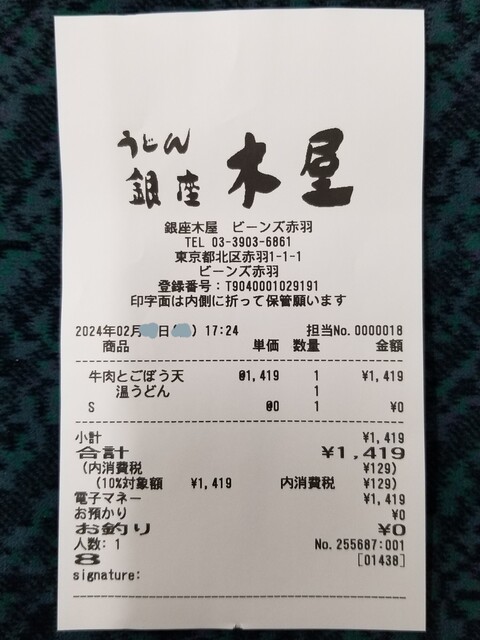 うどん
銀座 木屋
銀座木屋 ビーンズ赤羽
TEL 03-3903-6861
東京都北区赤羽1-1-1
ビーンズ赤羽
登録番号：T9040001029191
印字面は内側に折って保管願います
2024年02月 日( ) 17:24 担当No. 0000018
商品 単価 数量 金額
牛肉とごぼう天 @1,419 1 ¥1,419
温うどん 1
S @0 1 ¥0
小計 ¥1,419
合計 ¥1,419
(内消費税 ¥129)
(10%対象額 ¥1,419 内消費税 ¥129)
電子マネー ¥1,419
お預かり ¥0
お釣り ¥0
人数: 1 No. 255687:001
8 [01438]
signature: